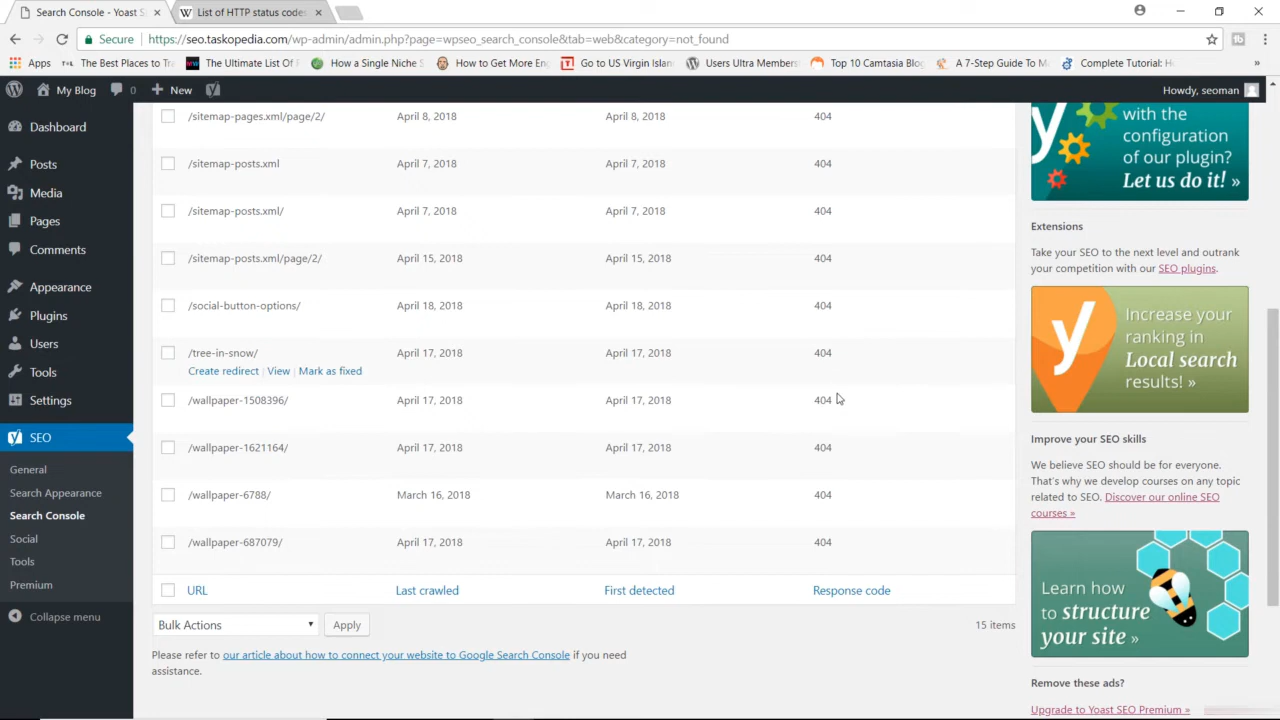 Search Console - Yoast S
List of HTTP status codes
Secure
https://seo.taskopedia.com/wp-admin/admin.php?page=wpseo_search_console&tab=web&category=not_found
Apps
The Best Places to Tra
The Ultimate List Of F
How a Single Niche S
How to Get More En
Go to US Virgin Islan
Users Ultra Members
Top 10 Camtasia Blog
A 7-Step Guide To M
Complete Tutorial: H
»
My Blog
0
New
Howdy, seoman
Dashboard
Posts
Media
Pages
Comments
Appearance
Plugins
Users
Tools
Settings
SEO
General
Search Appearance
Search Console
Social
Tools
Premium
Collapse menu
/sitemap-pages.xml/page/2/ April 8, 2018 April 8, 2018 404
/sitemap-posts.xml April 7, 2018 April 7, 2018 404
/sitemap-posts.xml/ April 7, 2018 April 7, 2018 404
/sitemap-posts.xml/page/2/ April 15, 2018 April 15, 2018 404
/social-button-options/ April 18, 2018 April 18, 2018 404
/tree-in-snow/ April 17, 2018 April 17, 2018 404
Create redirect | View | Mark as fixed
/wallpaper-1508396/ April 17, 2018 April 17, 2018 404
/wallpaper-1621164/ April 17, 2018 April 17, 2018 404
/wallpaper-6788/ March 16, 2018 March 16, 2018 404
/wallpaper-687079/ April 17, 2018 April 17, 2018 404
URL Last crawled First detected Response code
Bulk Actions
Apply
15 items
Please refer to our article about how to connect your website to Google Search Console if you need
assistance.
with the
configuration
of our plugin?
Let us do it! »
Extensions
Take your SEO to the next level and outrank
your competition with our SEO plugins.
Increase your
ranking in
Local search
results! »
Improve your SEO skills
We believe SEO should be for everyone.
That's why we develop courses on any topic
related to SEO. Discover our online SEO
courses »
Learn how
to structure
your site »
Remove these ads?
Upgrade to Yoast SEO Premium »